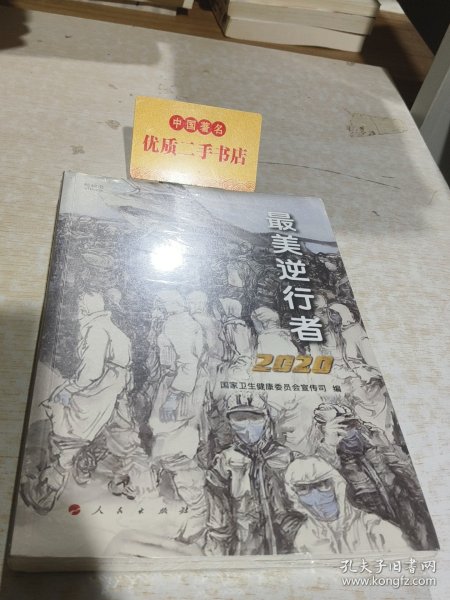 中国著名
优质二手书店
最美逆行者
2020
国家卫生健康委员会宣传司 编
人民出版社
孔夫子旧书网
www.kongfz.com